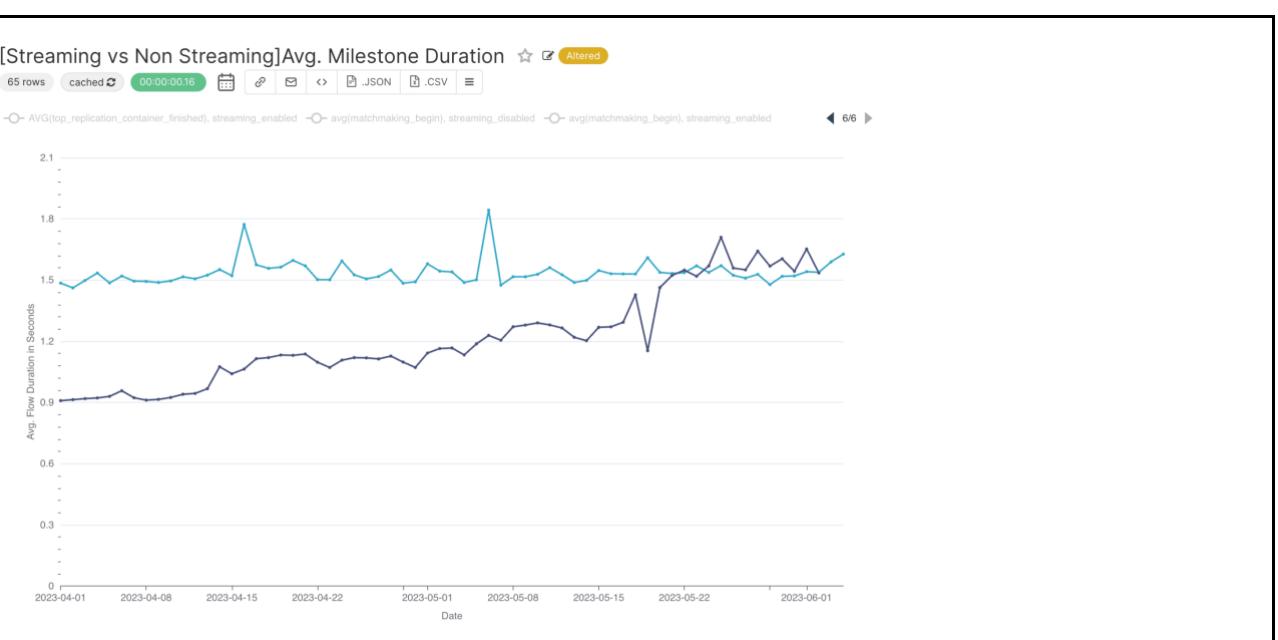 [Streaming vs Non Streaming]Avg. Milestone Duration Altered
65 rows cached 00:00:00.16 .JSON .CSV
AVG(top_replication_container_finished), streaming_enabled avg(matchmaking_begin), streaming_disabled avg(matchmaking_begin), streaming_enabled 6/6
2.1
1.8
1.5
1.2
0.9
0.6
0.3
0
Avg. Flow Duration in Seconds
2023-04-01 2023-04-08 2023-04-15 2023-04-22 2023-05-01 2023-05-08 2023-05-15 2023-05-22 2023-06-01
Date